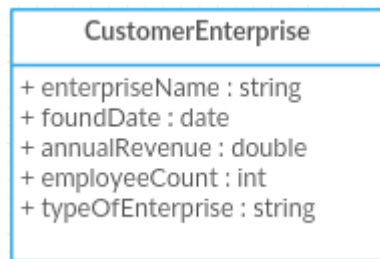 CustomerEnterprise
+ enterpriseName : string
+ foundDate : date
+ annualRevenue : double
+ employeeCount : int
+ typeOfEnterprise : string